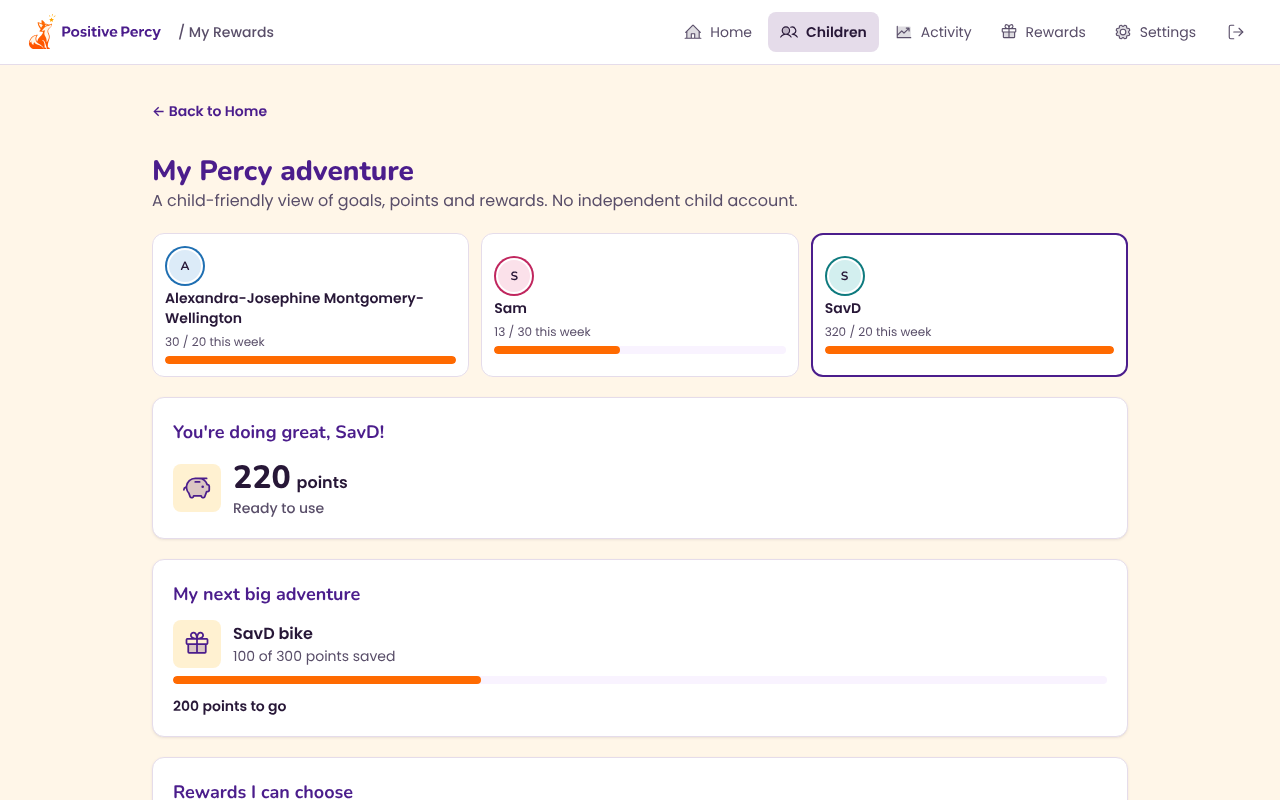 Positive Percy / My Rewards
Home
Children
Activity
Rewards
Settings
← Back to Home
My Percy adventure
A child-friendly view of goals, points and rewards. No independent child account.
A
Alexandra-Josephine Montgomery-
Wellington
30 / 20 this week
S
Sam
13 / 30 this week
S
SavD
320 / 20 this week
You're doing great, SavD!
220 points
Ready to use
My next big adventure
SavD bike
100 of 300 points saved
200 points to go
Rewards I can choose